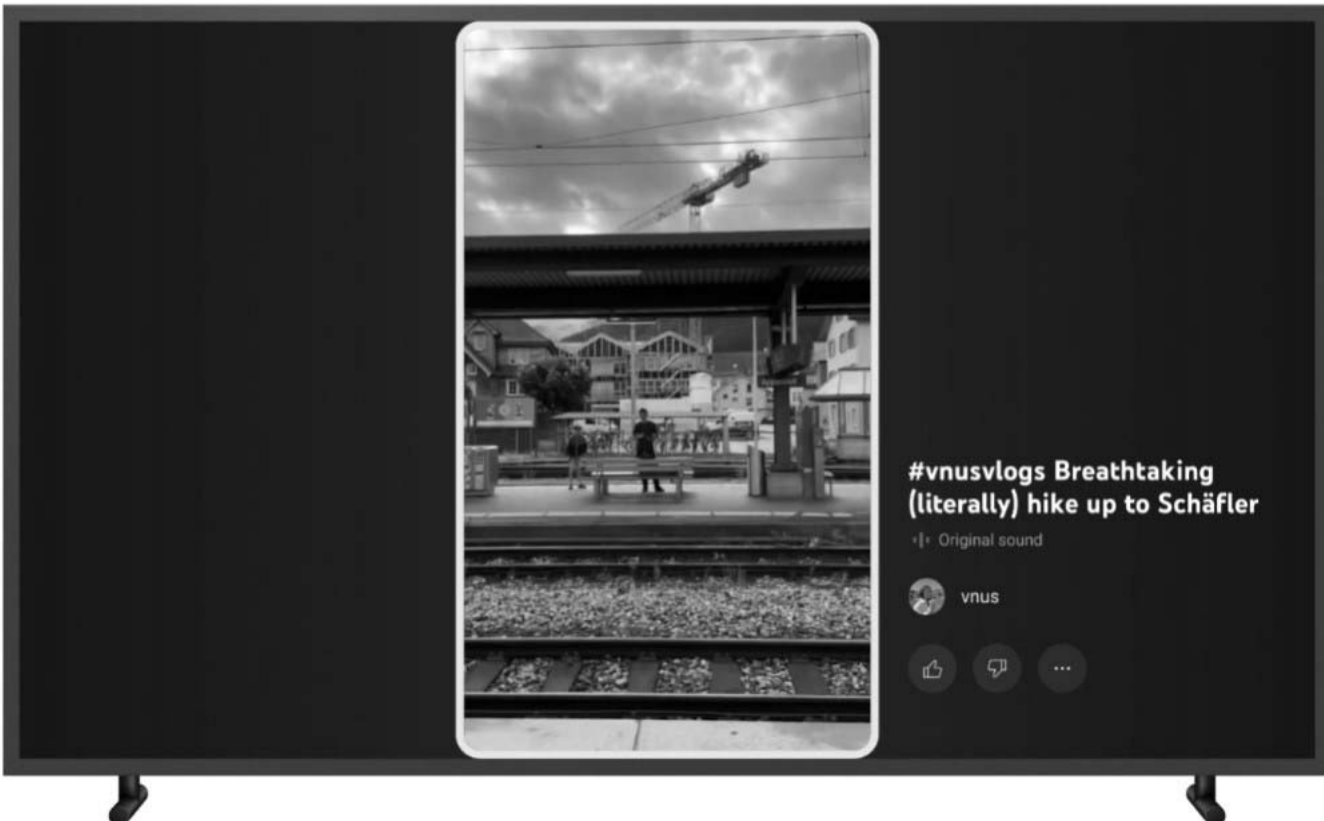 #vnusvlogs Breathtaking
(literally) hike up to Schäfler
Original sound
vnus